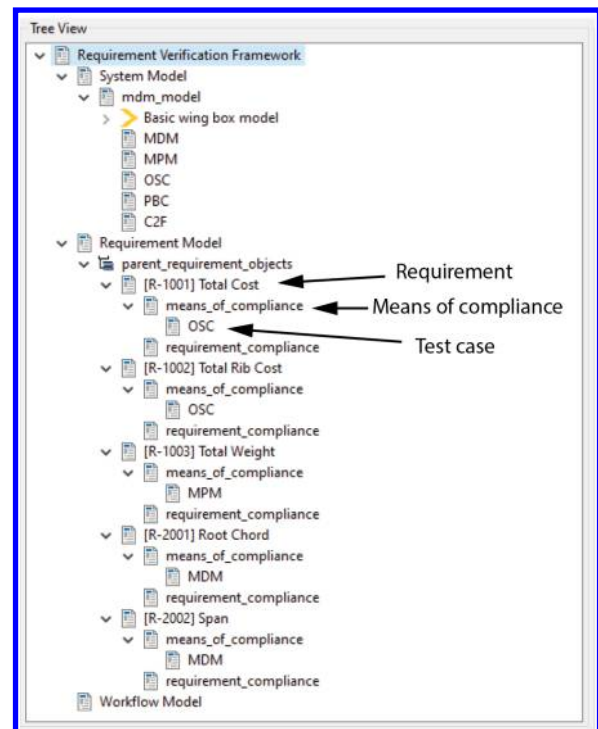 Tree View
Requirement Verification Framework
System Model
mdm_model
Basic wing box model
MDM
MPM
OSC
PBC
C2F
Requirement Model
parent_requirement_objects
[R-1001] Total Cost
Requirement
means_of_compliance
Means of compliance
OSC
Test case
requirement_compliance
[R-1002] Total Rib Cost
means_of_compliance
OSC
requirement_compliance
[R-1003] Total Weight
means_of_compliance
MPM
requirement_compliance
[R-2001] Root Chord
means_of_compliance
MDM
requirement_compliance
[R-2002] Span
means_of_compliance
MDM
requirement_compliance
Workflow Model